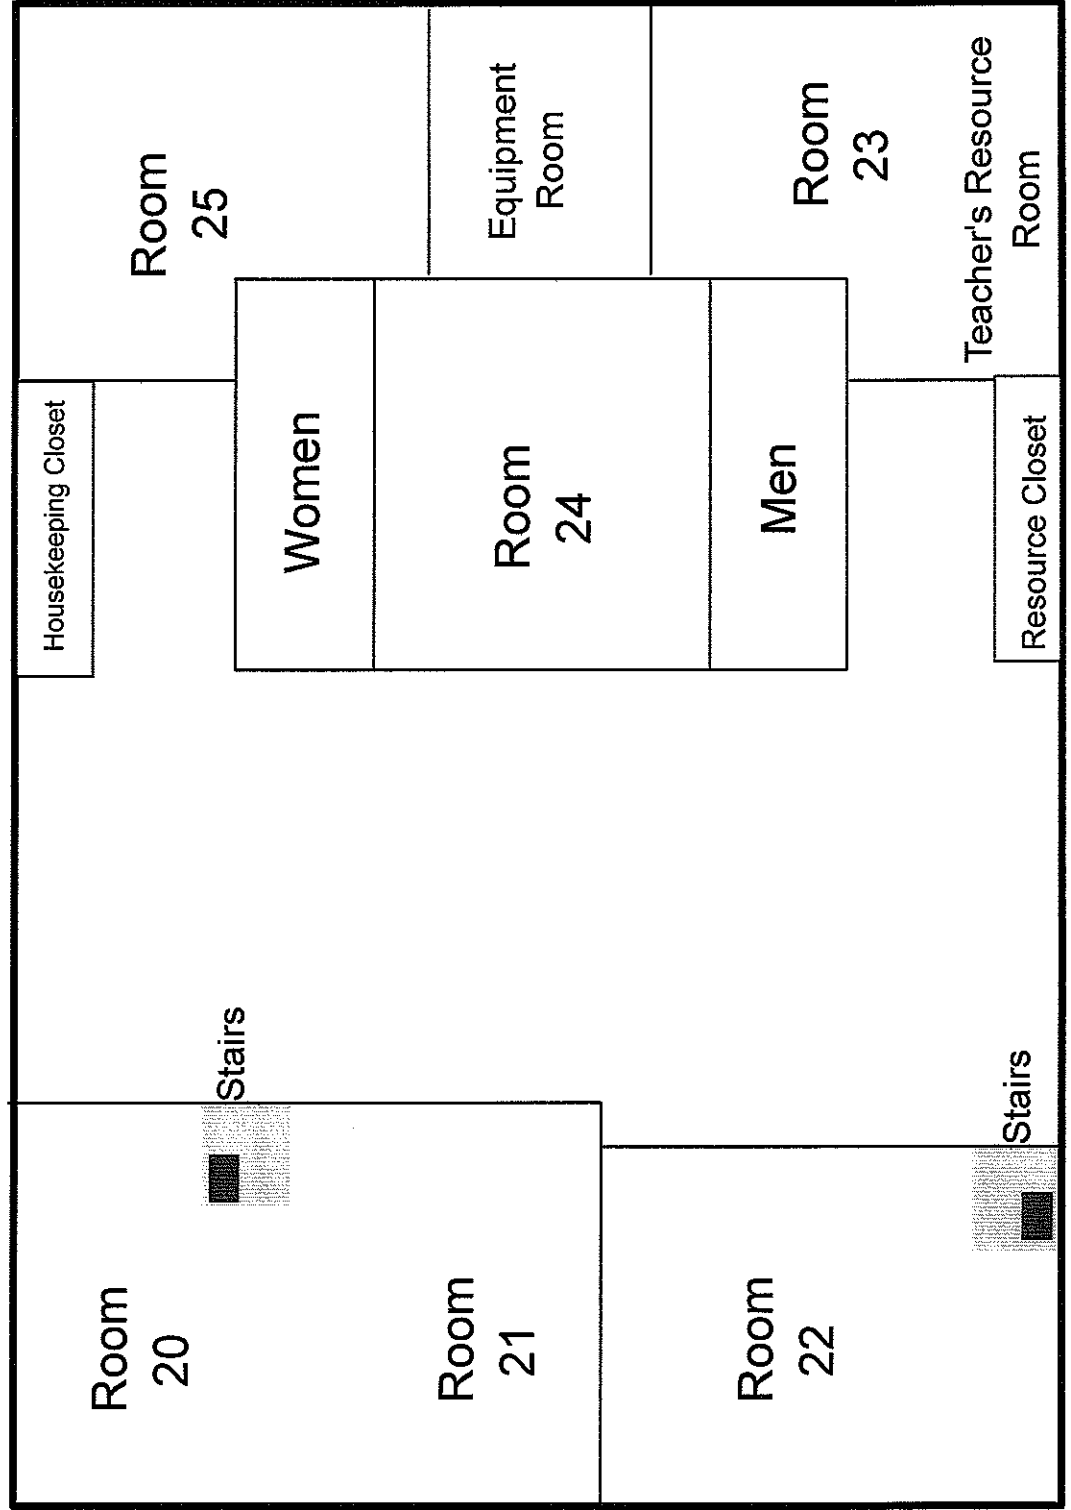 Room
25
Equipment
Room
Room
23
Teacher's Resource
Room
Housekeeping Closet
Women
Room
24
Men
Resource Closet
Stairs
Stairs
Room
20
Room
21
Room
22